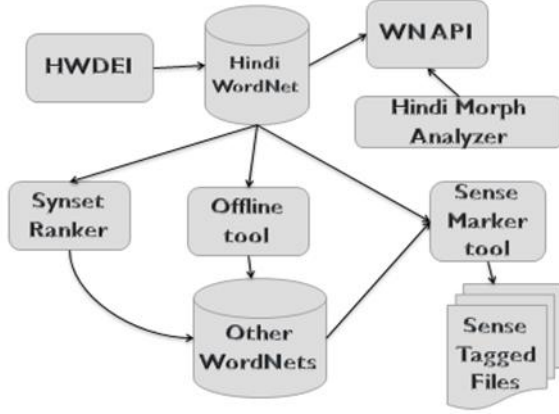 HWDEI
Hindi
WordNet
WN API
Hindi Morph
Analyzer
Synset
Ranker
Offline
tool
Sense
Marker
tool
Other
WordNets
Sense
Tagged
Files